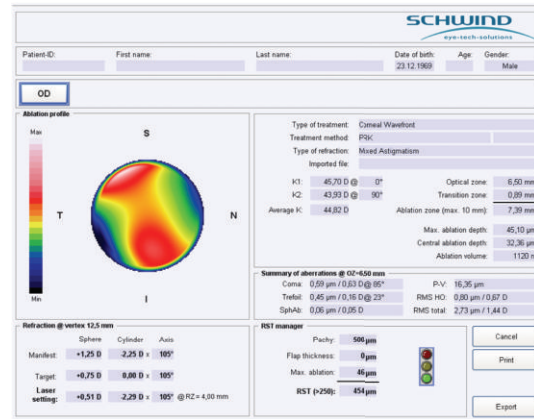 SCHWIND
eye-tech-solutions
Patient-ID: First name: Last name: Date of birth: Age: Gender:
23.12.1969 Male
OD
Ablation profile
Max
S
T
N
I
Min
Type of treatment: Corneal Wavefront
Treatment method: PRK
Type of refraction: Mixed Astigmatism
Imported file:
K1: 45,70 D @ 0° Optical zone: 6,50 mm
K2: 43,93 D @ 90° Transition zone: 0,89 mm
Average K: 44,82 D Ablation zone (max. 10 mm): 7,39 mm
Max. ablation depth: 45,10 µm
Central ablation depth: 32,36 µm
Ablation volume: 1120 n
Summary of aberrations @ OZ=6,50 mm
Coma: 0,59 µm / 0,63 D @ 86° P-V: 16,35 µm
Trefoil: 0,45 µm / 0,16 D @ 23° RMS HO: 0,80 µm / 0,67 D
SphAb: 0,06 µm / 0,05 D RMS total: 2,73 µm / 1,44 D
Refraction @ vertex 12,5 mm
Sphere Cylinder Axis
Manifest: +1,25 D -2,25 D x 105°
Target: +0,75 D 0,00 D x 105°
Laser setting: +0,51 D -2,29 D x 105° @ RZ = 4,00 mm
RST manager
Pachy: 500 µm
Flap thickness: 0 µm
Max. ablation: 46 µm
RST (>250): 454 µm
Cancel
Print
Export